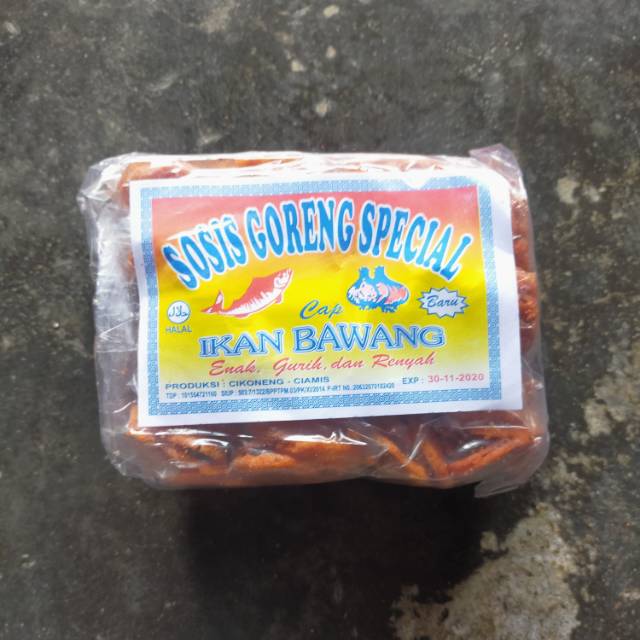 SOSIS GORENG SPECIAL
حلال
HALAL
Cap
Baru
IKAN BAWANG
Enak, Gurih, dan Renyah
PRODUKSI : CIKONENG - CIAMIS
EXP : 30-11-2020